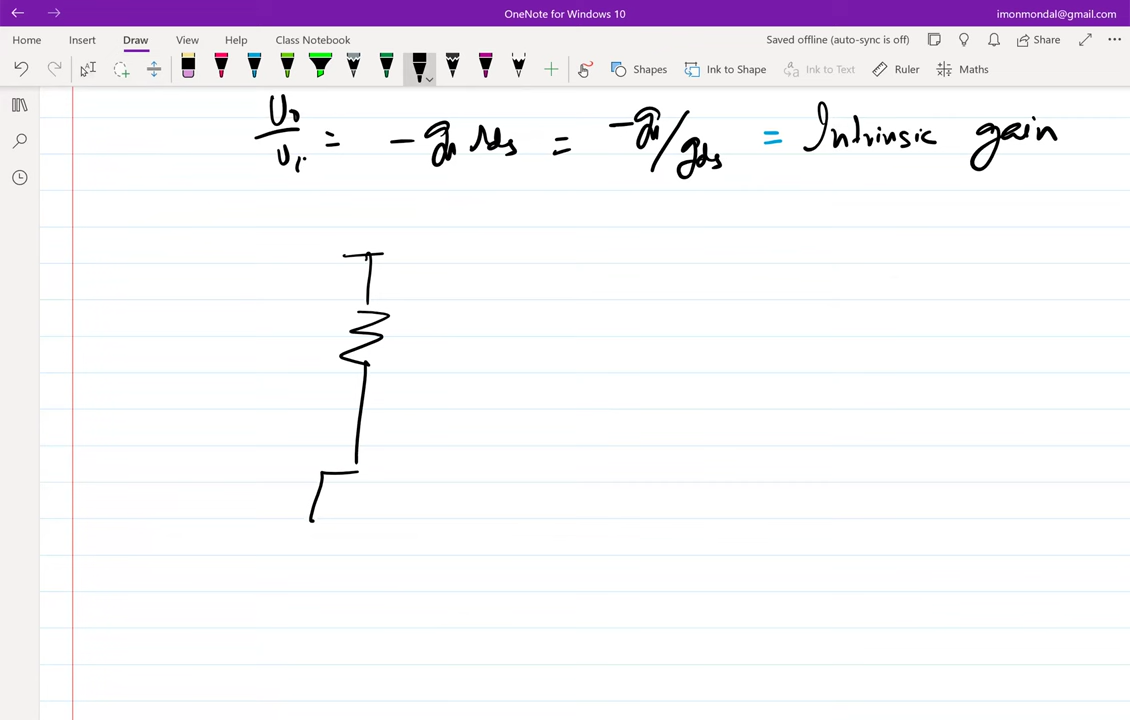 OneNote for Windows 10
imonmondal@gmail.com
Home Insert Draw View Help Class Notebook Saved offline (auto-sync is off) Share
Shapes Ink to Shape Ink to Text Ruler Maths
Vo/Vi = - gm rds = -gm/gds = Intrinsic gain